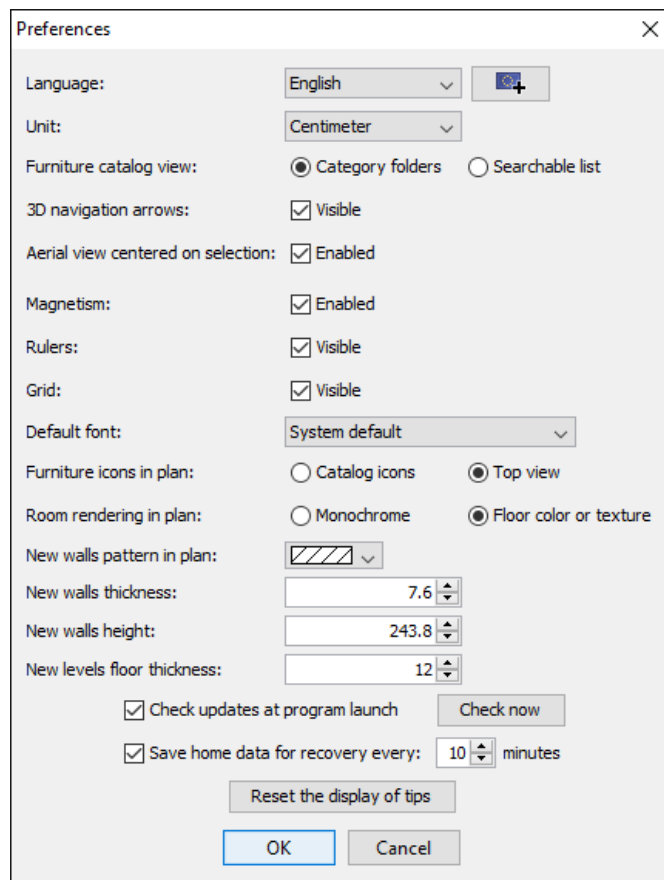 Preferences
Language: English
Unit: Centimeter
Furniture catalog view: Category folders Searchable list
3D navigation arrows: Visible
Aerial view centered on selection: Enabled
Magnetism: Enabled
Rulers: Visible
Grid: Visible
Default font: System default
Furniture icons in plan: Catalog icons Top view
Room rendering in plan: Monochrome Floor color or texture
New walls pattern in plan:
New walls thickness: 7.6
New walls height: 243.8
New levels floor thickness: 12
Check updates at program launch Check now
Save home data for recovery every: 10 minutes
Reset the display of tips
OK Cancel